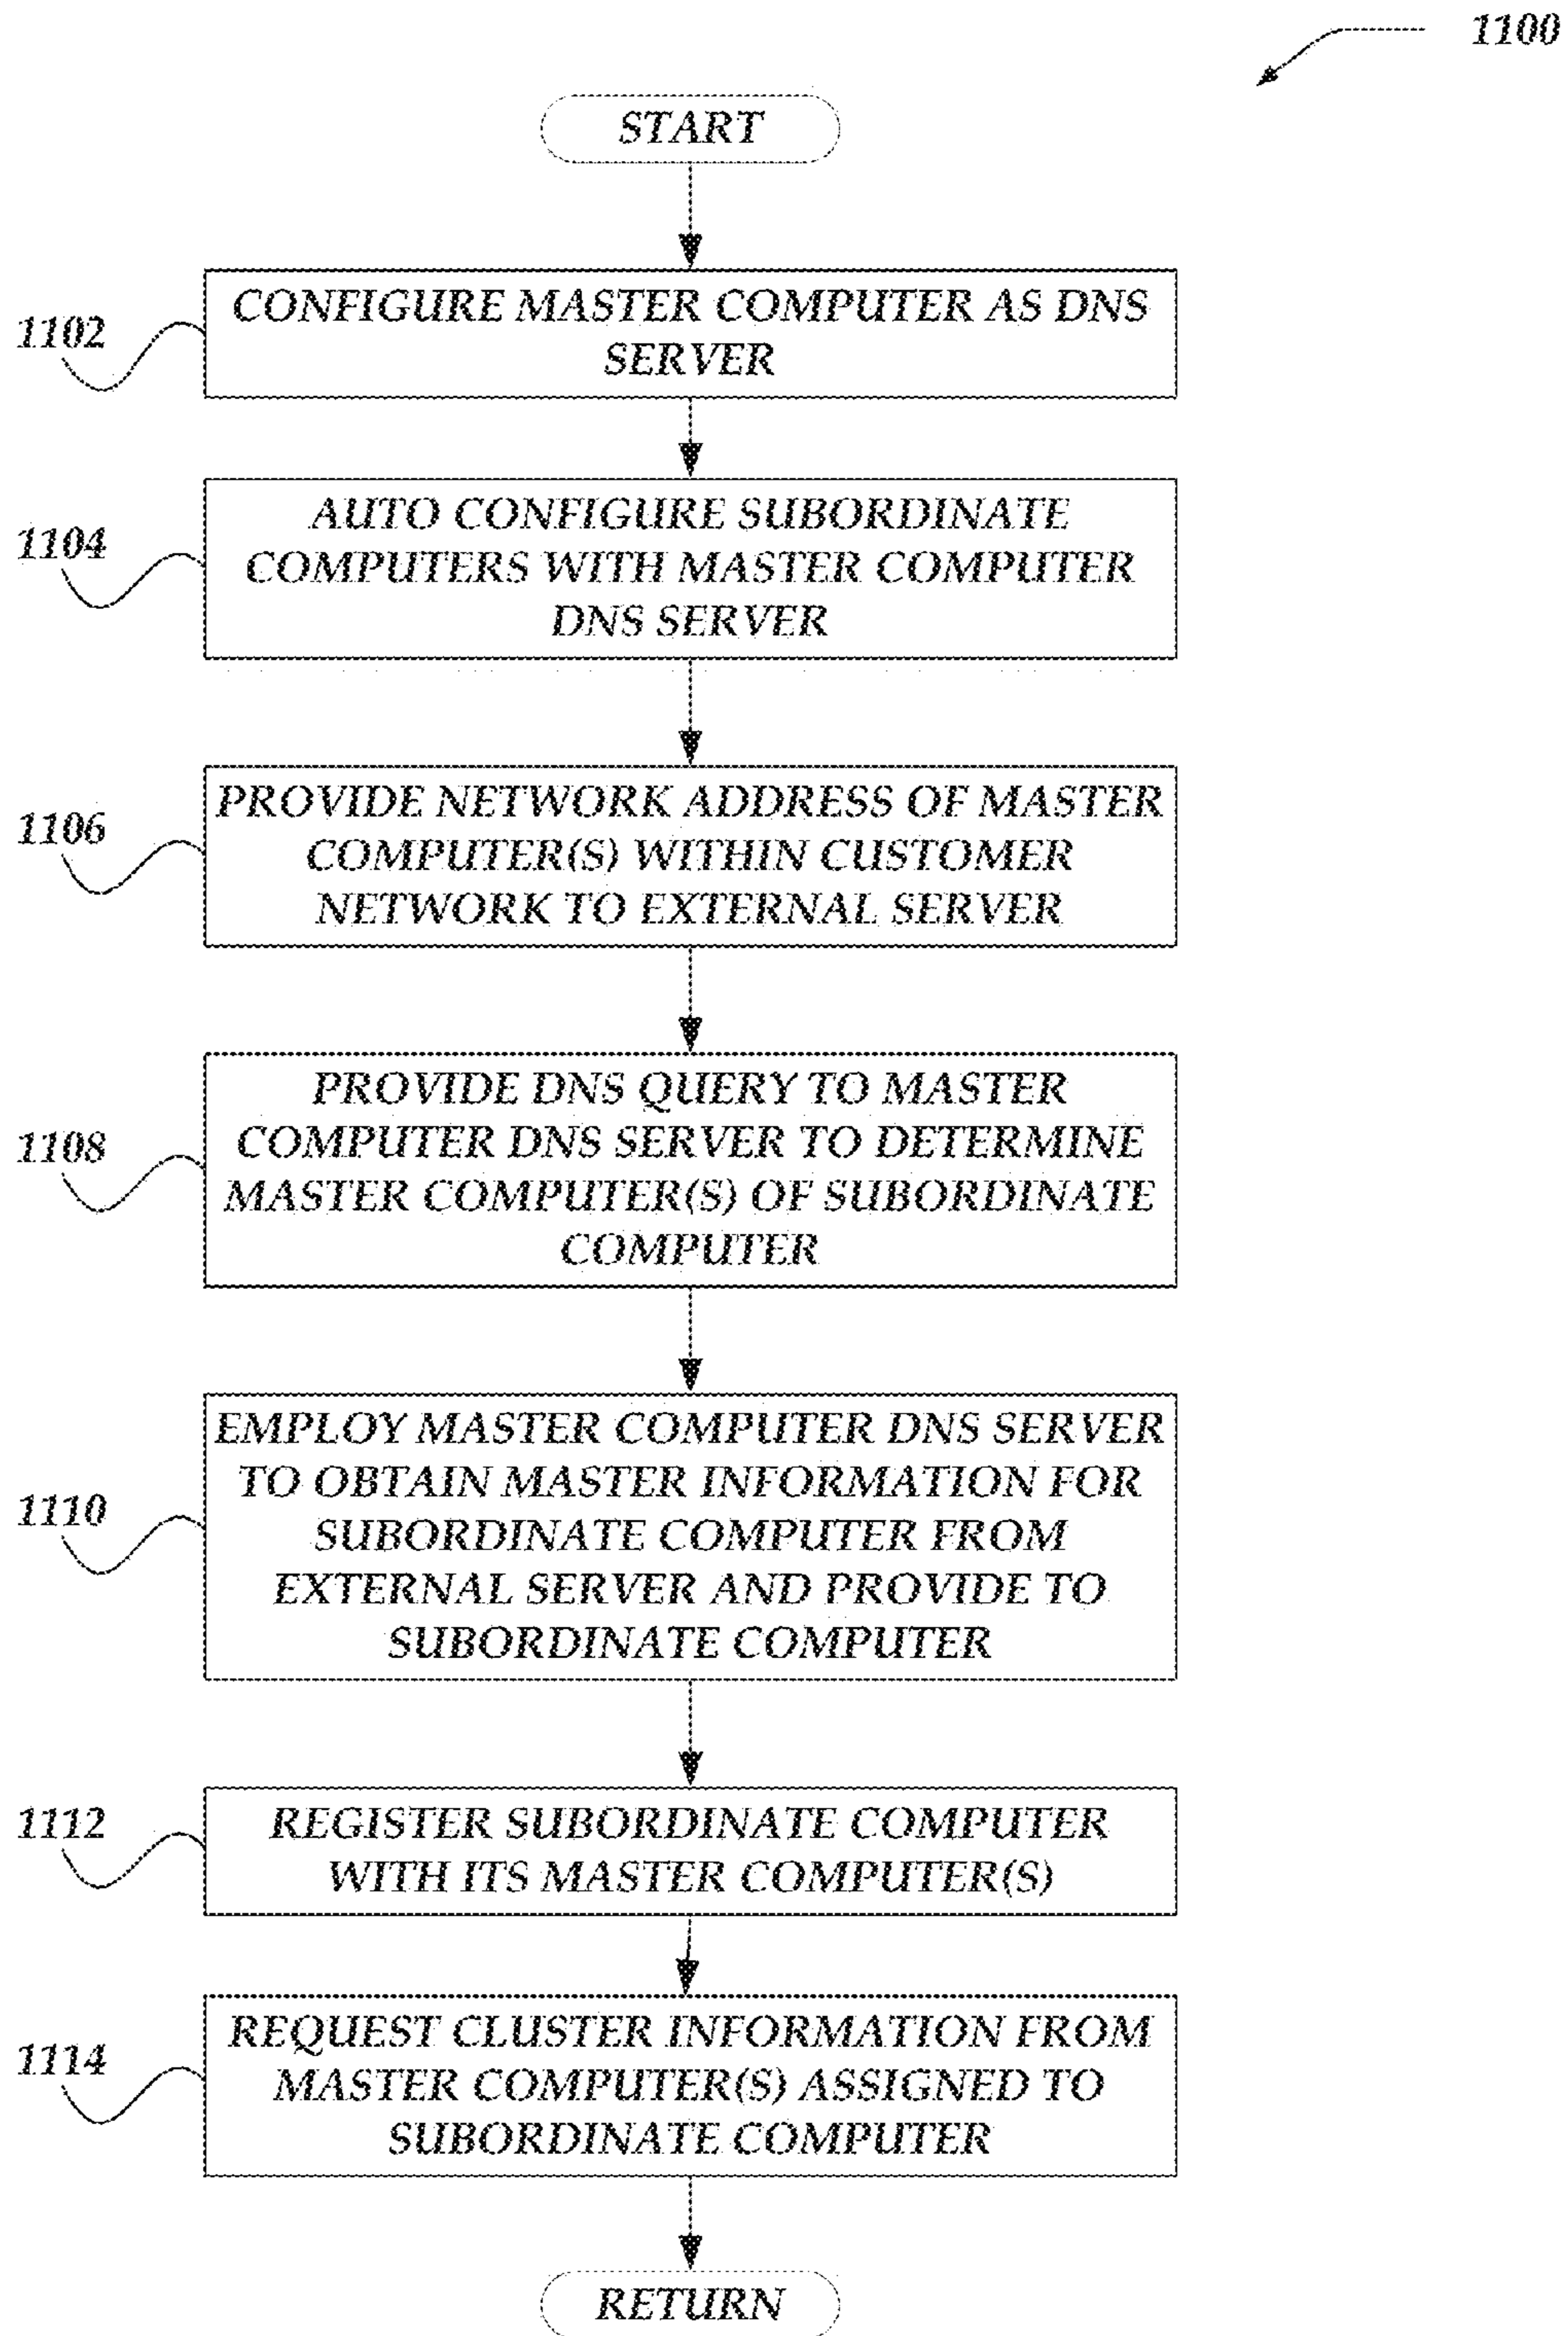 1100
START
1102
CONFIGURE MASTER COMPUTER AS DNS
SERVER
1104
AUTO CONFIGURE SUBORDINATE
COMPUTERS WITH MASTER COMPUTER
DNS SERVER
1106
PROVIDE NETWORK ADDRESS OF MASTER
COMPUTER(S) WITHIN CUSTOMER
NETWORK TO EXTERNAL SERVER
1108
PROVIDE DNS QUERY TO MASTER
COMPUTER DNS SERVER TO DETERMINE
MASTER COMPUTER(S) OF SUBORDINATE
COMPUTER
1110
EMPLOY MASTER COMPUTER DNS SERVER
TO OBTAIN MASTER INFORMATION FOR
SUBORDINATE COMPUTER FROM
EXTERNAL SERVER AND PROVIDE TO
SUBORDINATE COMPUTER
1112
REGISTER SUBORDINATE COMPUTER
WITH ITS MASTER COMPUTER(S)
1114
REQUEST CLUSTER INFORMATION FROM
MASTER COMPUTER(S) ASSIGNED TO
SUBORDINATE COMPUTER
RETURN